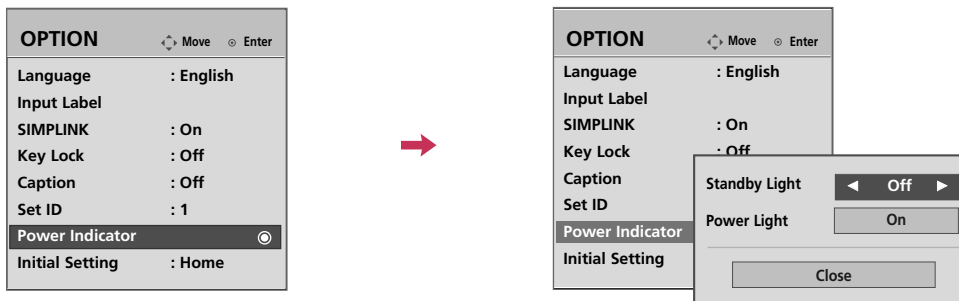 OPTION Move Enter
Language : English
Input Label
SIMPLINK : On
Key Lock : Off
Caption : Off
Set ID : 1
Power Indicator
Initial Setting : Home
OPTION Move Enter
Language : English
Input Label
SIMPLINK : On
Key Lock : Off
Caption
Set ID
Power Indicator
Initial Setting
Standby Light ◀ Off ▶
Power Light On
Close